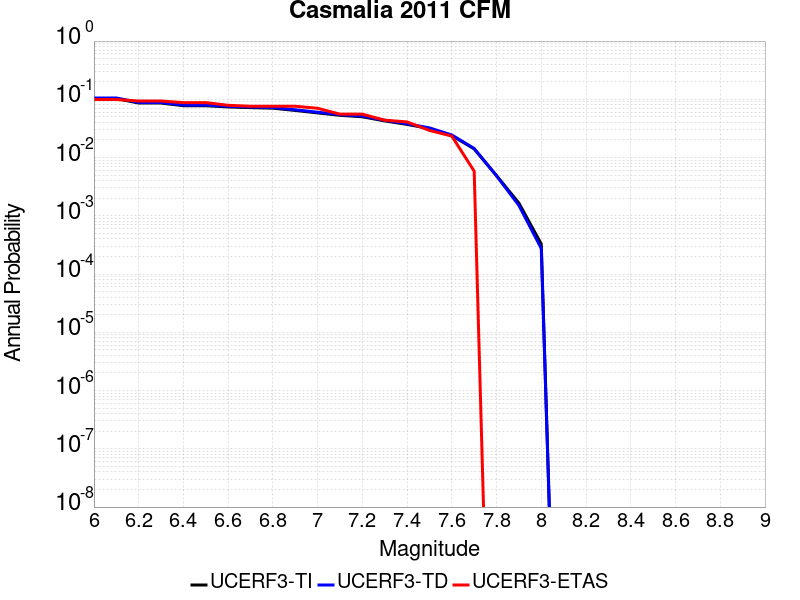 Casmalia 2011 CFM
10^0
10^-1
10^-2
10^-3
10^-4
10^-5
10^-6
10^-7
10^-8
Annual Probability
6 6.2 6.4 6.6 6.8 7 7.2 7.4 7.6 7.8 8 8.2 8.4 8.6 8.8 9
Magnitude
UCERF3-TI UCERF3-TD UCERF3-ETAS